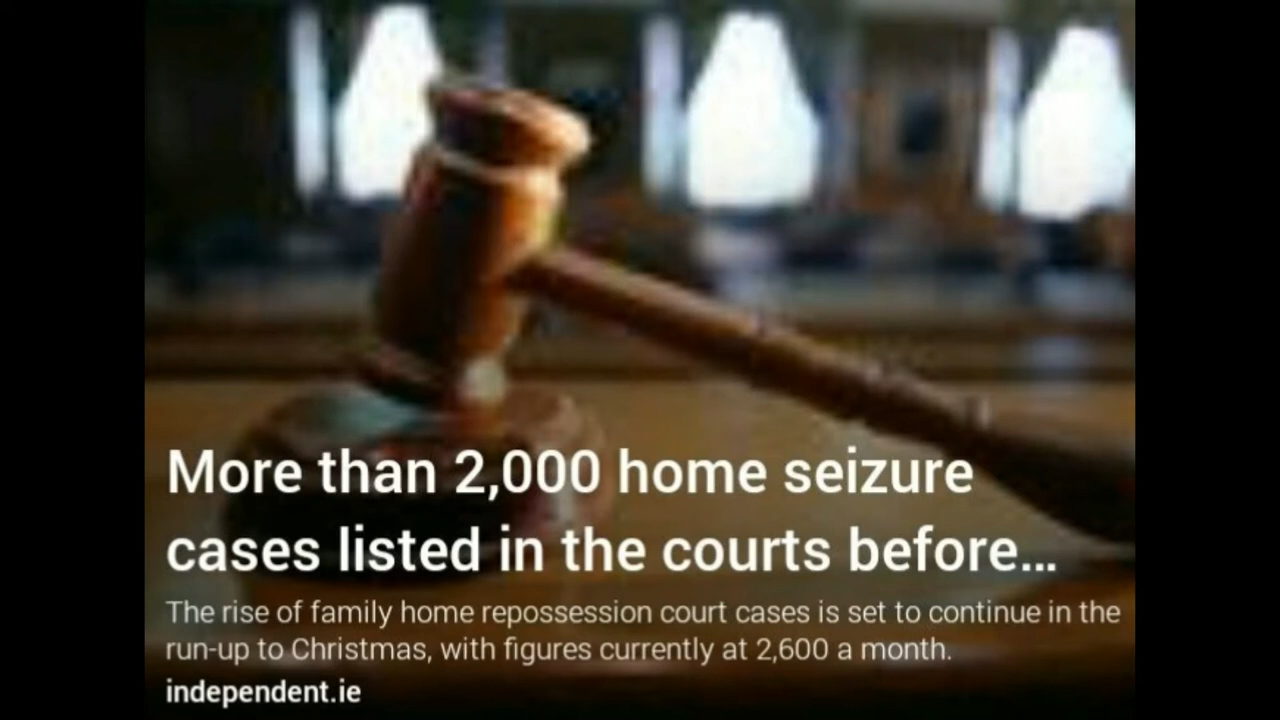 More than 2,000 home seizure
cases listed in the courts before...
The rise of family home repossession court cases is set to continue in the
run-up to Christmas, with figures currently at 2,600 a month.
independent.ie